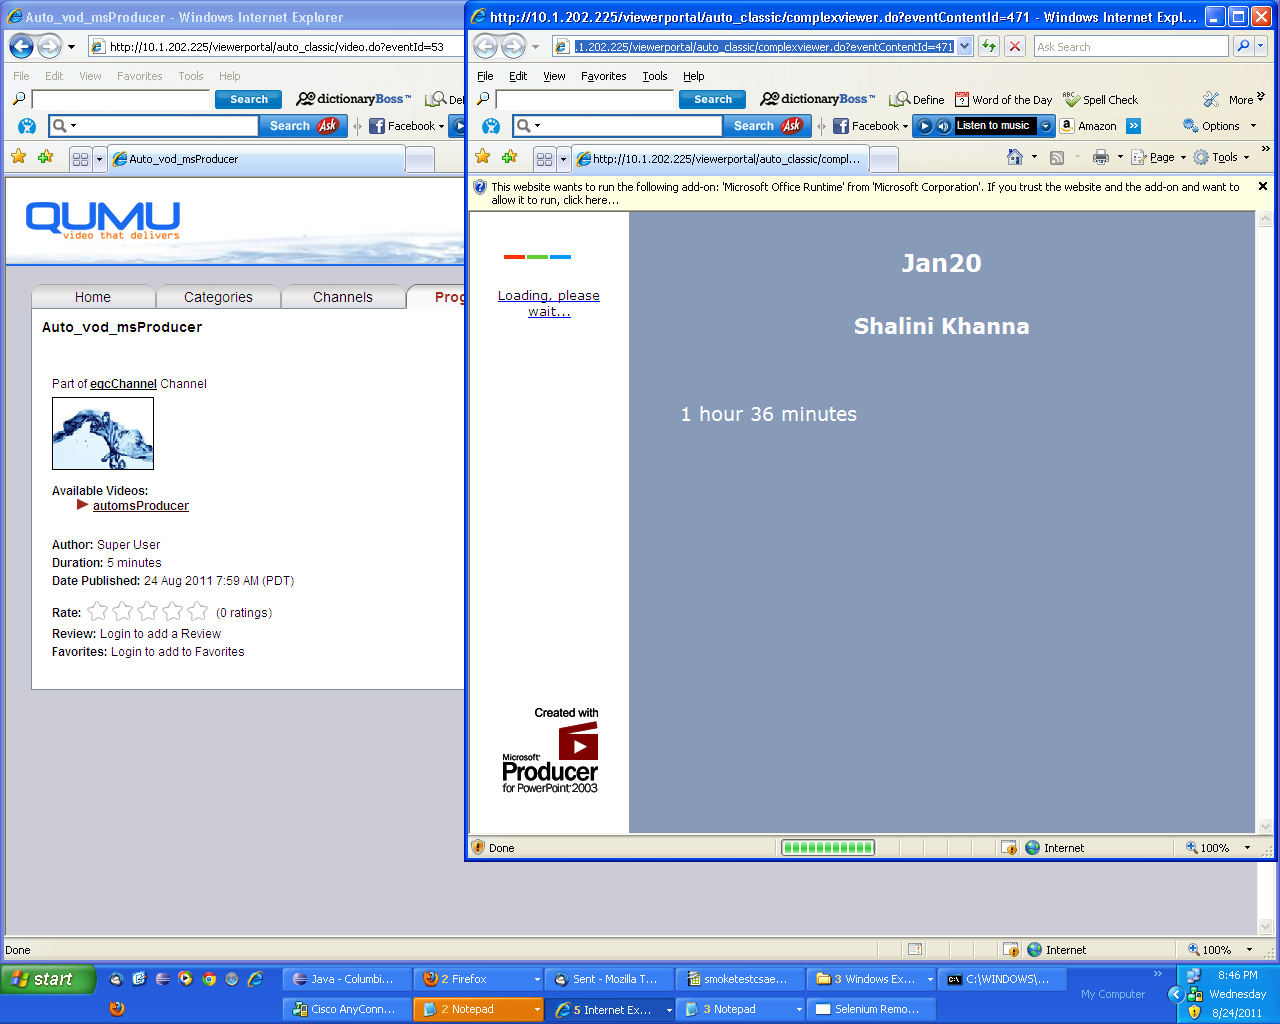 Auto_vod_msProducer - Windows Internet Explorer
http://10.1.202.225/viewerportal/auto_classic/video.do?eventId=53
File Edit View Favorites Tools Help
Search dictionaryBoss™ De
Search Ask Facebook
Auto_vod_msProducer
QUMU
video that delivers
Home Categories Channels Prog
Auto_vod_msProducer
Part of egcChannel Channel
Available Videos:
automsProducer
Author: Super User
Duration: 5 minutes
Date Published: 24 Aug 2011 7:59 AM (PDT)
Rate: (0 ratings)
Review: Login to add a Review
Favorites: Login to add to Favorites
http://10.1.202.225/viewerportal/auto_classic/complexviewer.do?eventContentId=471 - Windows Internet Expl...
.1.202.225/viewerportal/auto_classic/complexviewer.do?eventContentId=471 Ask Search
File Edit View Favorites Tools Help
Search dictionaryBoss™ Define Word of the Day ABC Spell Check More »
Search Ask Facebook Listen to music Amazon » Options
http://10.1.202.225/viewerportal/auto_classic/compl... Page Tools »
This website wants to run the following add-on: 'Microsoft Office Runtime' from 'Microsoft Corporation'. If you trust the website and the add-on and want to
allow it to run, click here...
Loading, please
wait...
Jan20
Shalini Khanna
1 hour 36 minutes
Created with
Microsoft®
Producer
for PowerPoint® 2003
Done Internet 100%
Done Internet 100%
start Java - Columbi... 2 Firefox Sent - Mozilla T... smoketestcsae... 3 Windows Ex... C:\WINDOWS\... » 8:46 PM
My Computer Wednesday
Cisco AnyConn... 2 Notepad 5 Internet Ex... 3 Notepad Selenium Remo... 8/24/2011